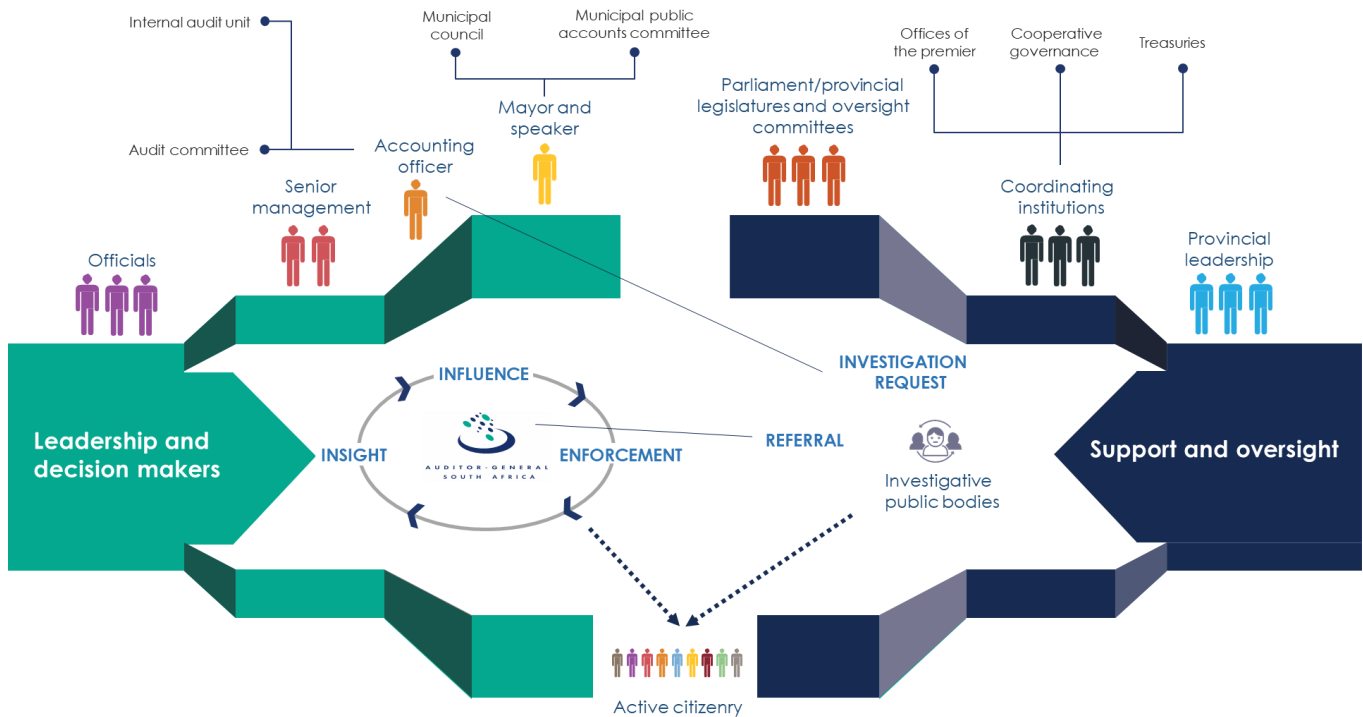 Internal audit unit
Audit committee
Municipal
council
Municipal public
accounts committee
Mayor and
speaker
Accounting
officer
Senior
management
Officials
Offices of
the premier
Cooperative
governance
Treasuries
Parliament/provincial
legislatures and oversight
committees
Coordinating
institutions
Provincial
leadership
Leadership and
decision makers
INFLUENCE
INSIGHT
ENFORCEMENT
AUDITOR-GENERAL
SOUTH AFRICA
INVESTIGATION
REQUEST
REFERRAL
Investigative
public bodies
Support and oversight
Active citizenry